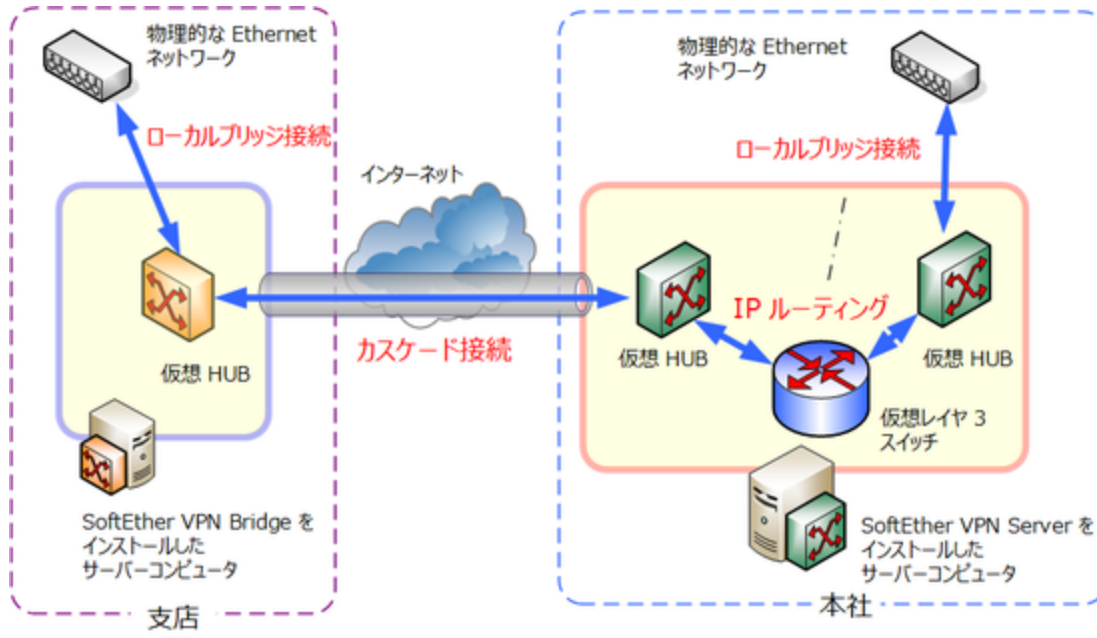 物理的な Ethernet
ネットワーク
ローカルブリッジ接続
仮想 HUB
SoftEther VPN Bridge を
インストールした
サーバーコンピュータ
支店
インターネット
カスケード接続
物理的な Ethernet
ネットワーク
ローカルブリッジ接続
IP ルーティング
仮想 HUB
仮想 HUB
仮想レイヤ 3
スイッチ
SoftEther VPN Server を
インストールした
サーバーコンピュータ
本社